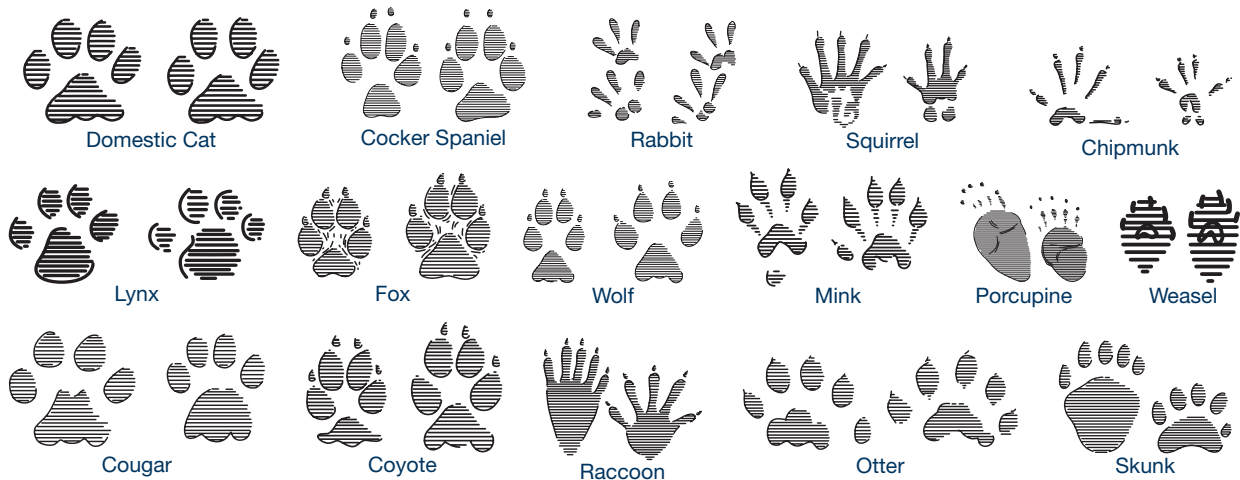 Domestic Cat
Cocker Spaniel
Rabbit
Squirrel
Chipmunk
Lynx
Fox
Wolf
Mink
Porcupine
Weasel
Cougar
Coyote
Raccoon
Otter
Skunk